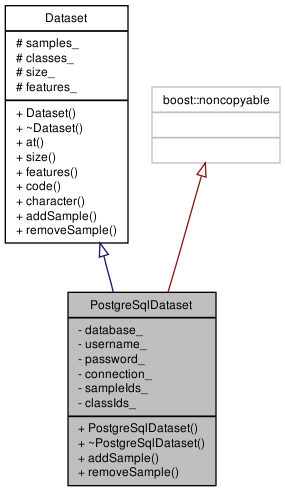 Dataset
# samples_
# classes_
# size_
# features_
+ Dataset()
+ ~Dataset()
+ at()
+ size()
+ features()
+ code()
+ character()
+ addSample()
+ removeSample()
boost::noncopyable
PostgreSqlDataset
- database_
- username_
- password_
- connection_
- sampleIds_
- classIds_
+ PostgreSqlDataset()
+ ~PostgreSqlDataset()
+ addSample()
+ removeSample()